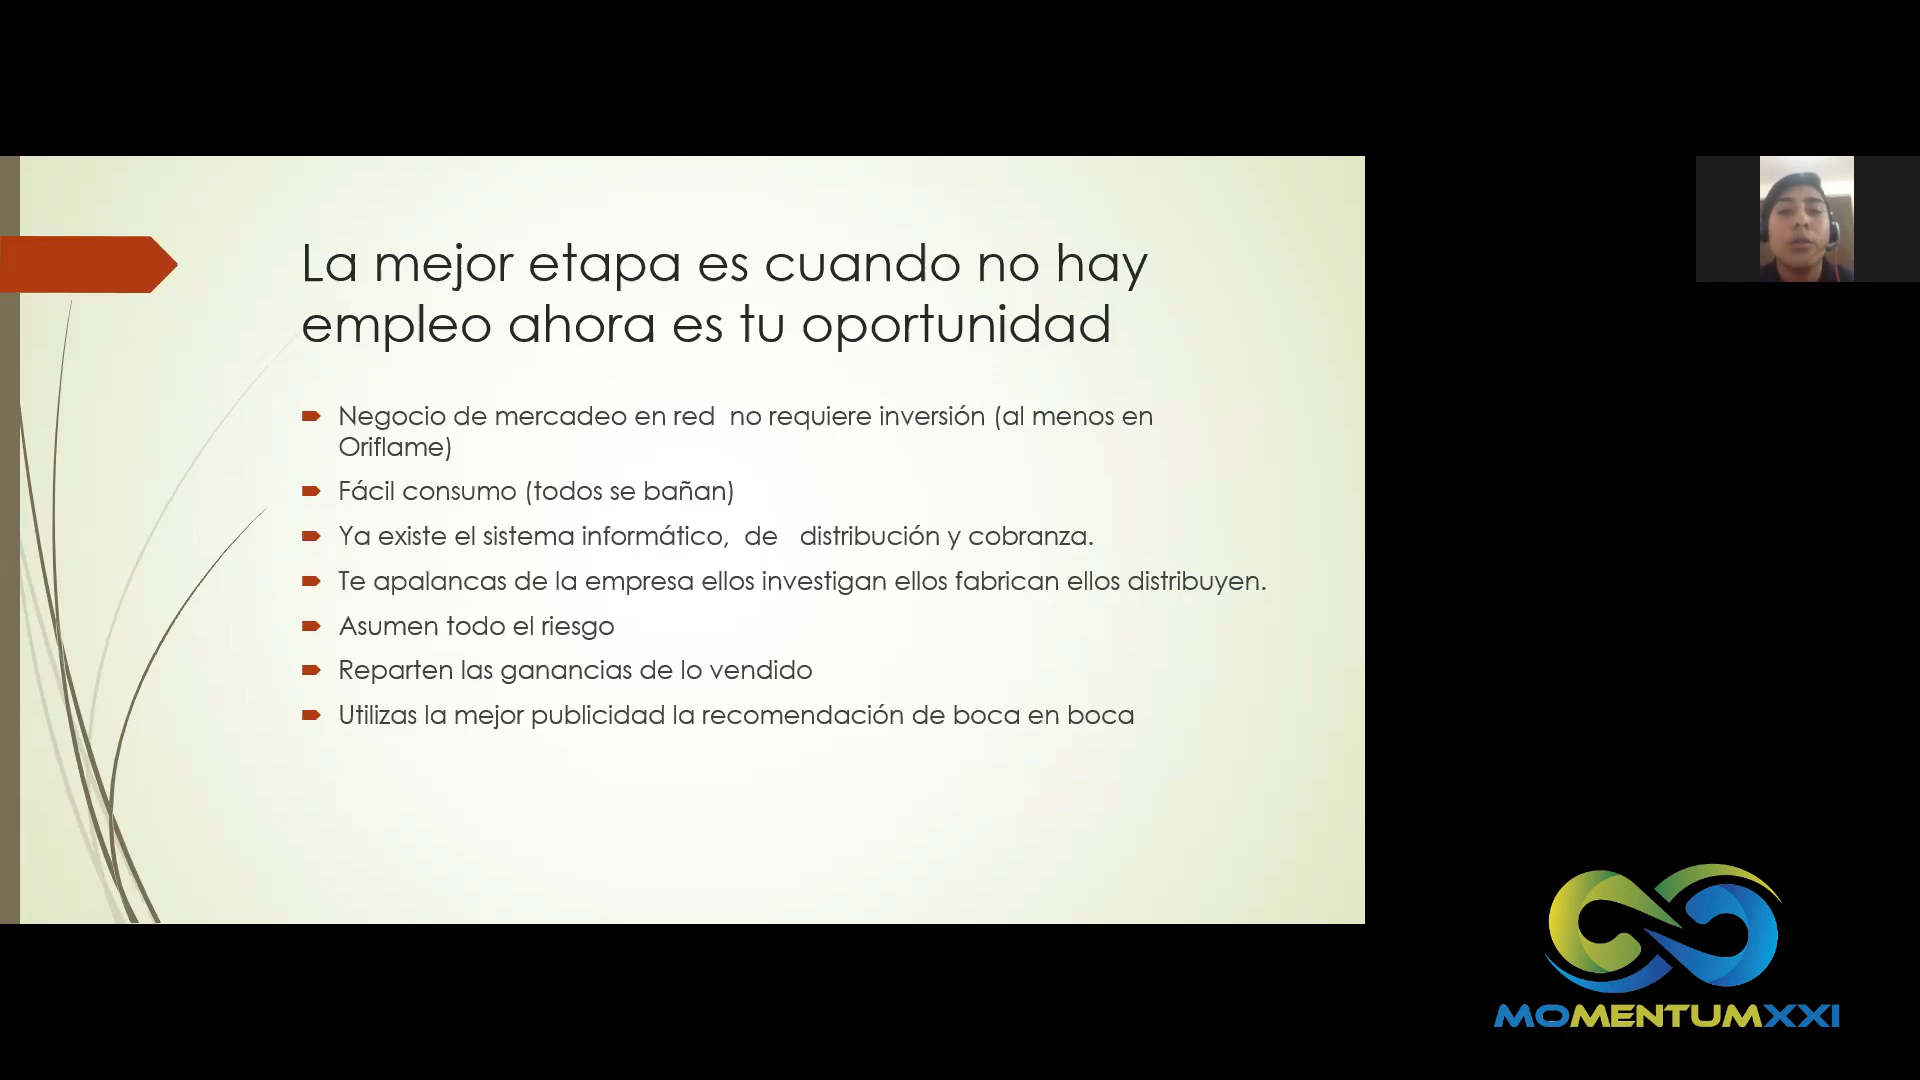 La mejor etapa es cuando no hay
empleo ahora es tu oportunidad
Negocio de mercadeo en red  no requiere inversión (al menos en
Oriflame)
Fácil consumo (todos se bañan)
Ya existe el sistema informático,  de   distribución y cobranza.
Te apalancas de la empresa ellos investigan ellos fabrican ellos distribuyen.
Asumen todo el riesgo
Reparten las ganancias de lo vendido
Utilizas la mejor publicidad la recomendación de boca en boca
MOMENTUMXXI